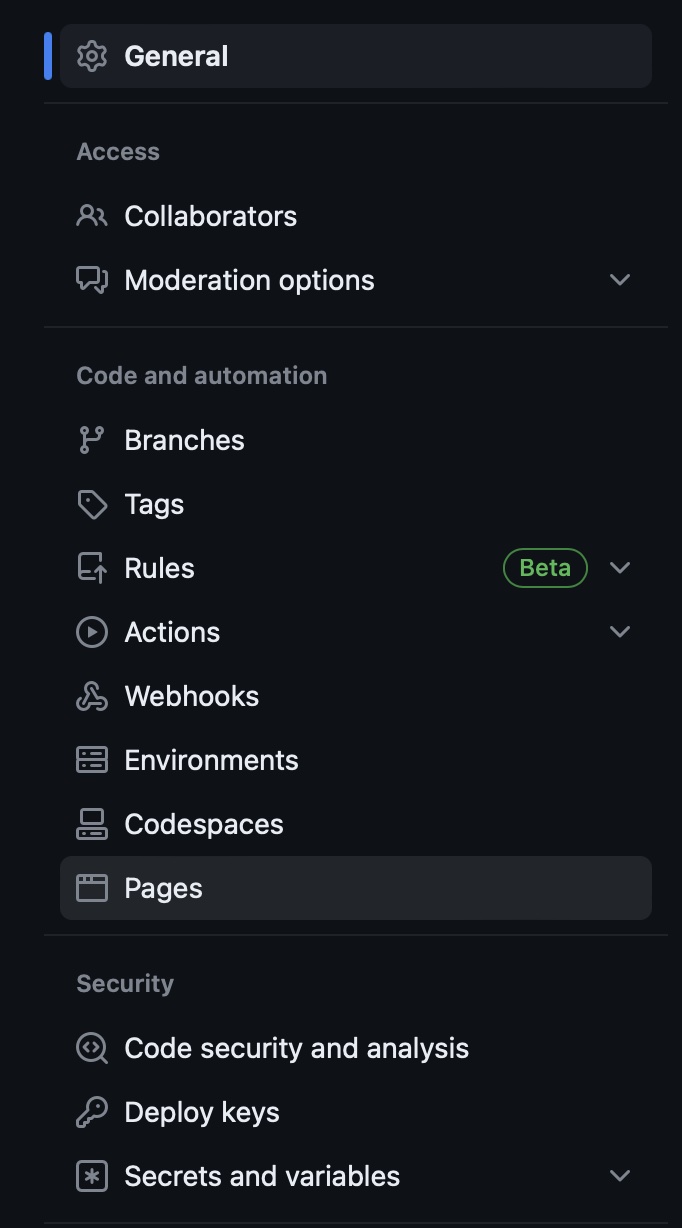 General
Access
Collaborators
Moderation options
Code and automation
Branches
Tags
Rules Beta
Actions
Webhooks
Environments
Codespaces
Pages
Security
Code security and analysis
Deploy keys
Secrets and variables